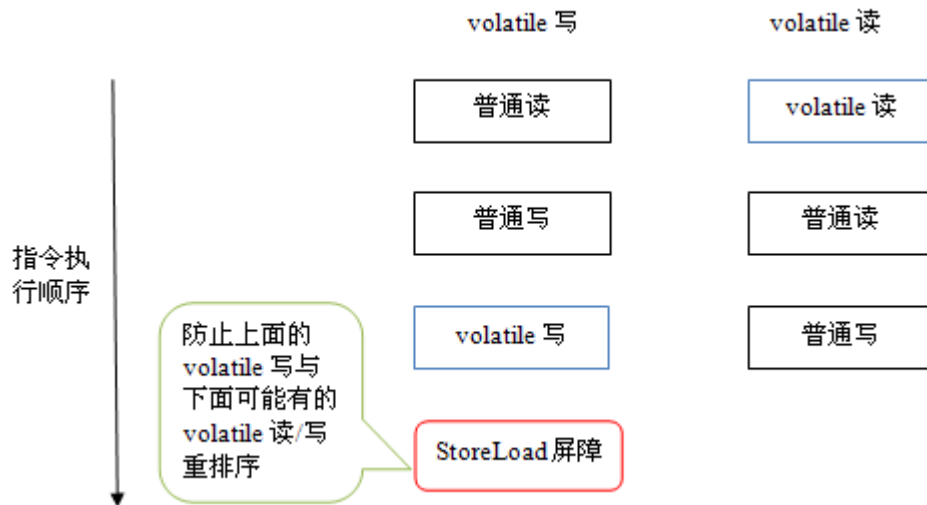 volatile 写
volatile 读
普通读
volatile 读
普通写
普通读
指令执
行顺序
volatile 写
普通写
防止上面的
volatile 写与
下面可能有的
volatile 读/写
重排序
StoreLoad 屏障